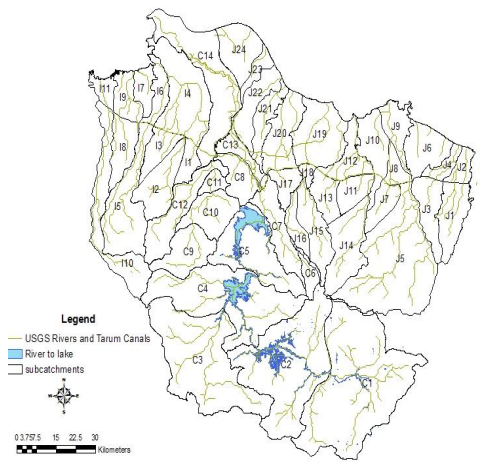 C14
J24
J23
J22
J21
J20
J19
I11
I9
I7
I6
I4
I8
I3
I1
I2
I5
I10
C13
C8
C11
C12
C10
C9
C7
C5
C4
C6
C3
C2
C1
J17
J18
J12
J10
J9
J8
J6
J4
J2
J1
J3
J7
J11
J13
J15
J16
J14
J5
Legend
USGS Rivers and Tarum Canals
River to lake
subcatchments
N
W
E
S
0 3.75 7.5 15 22.5 30
Kilometers